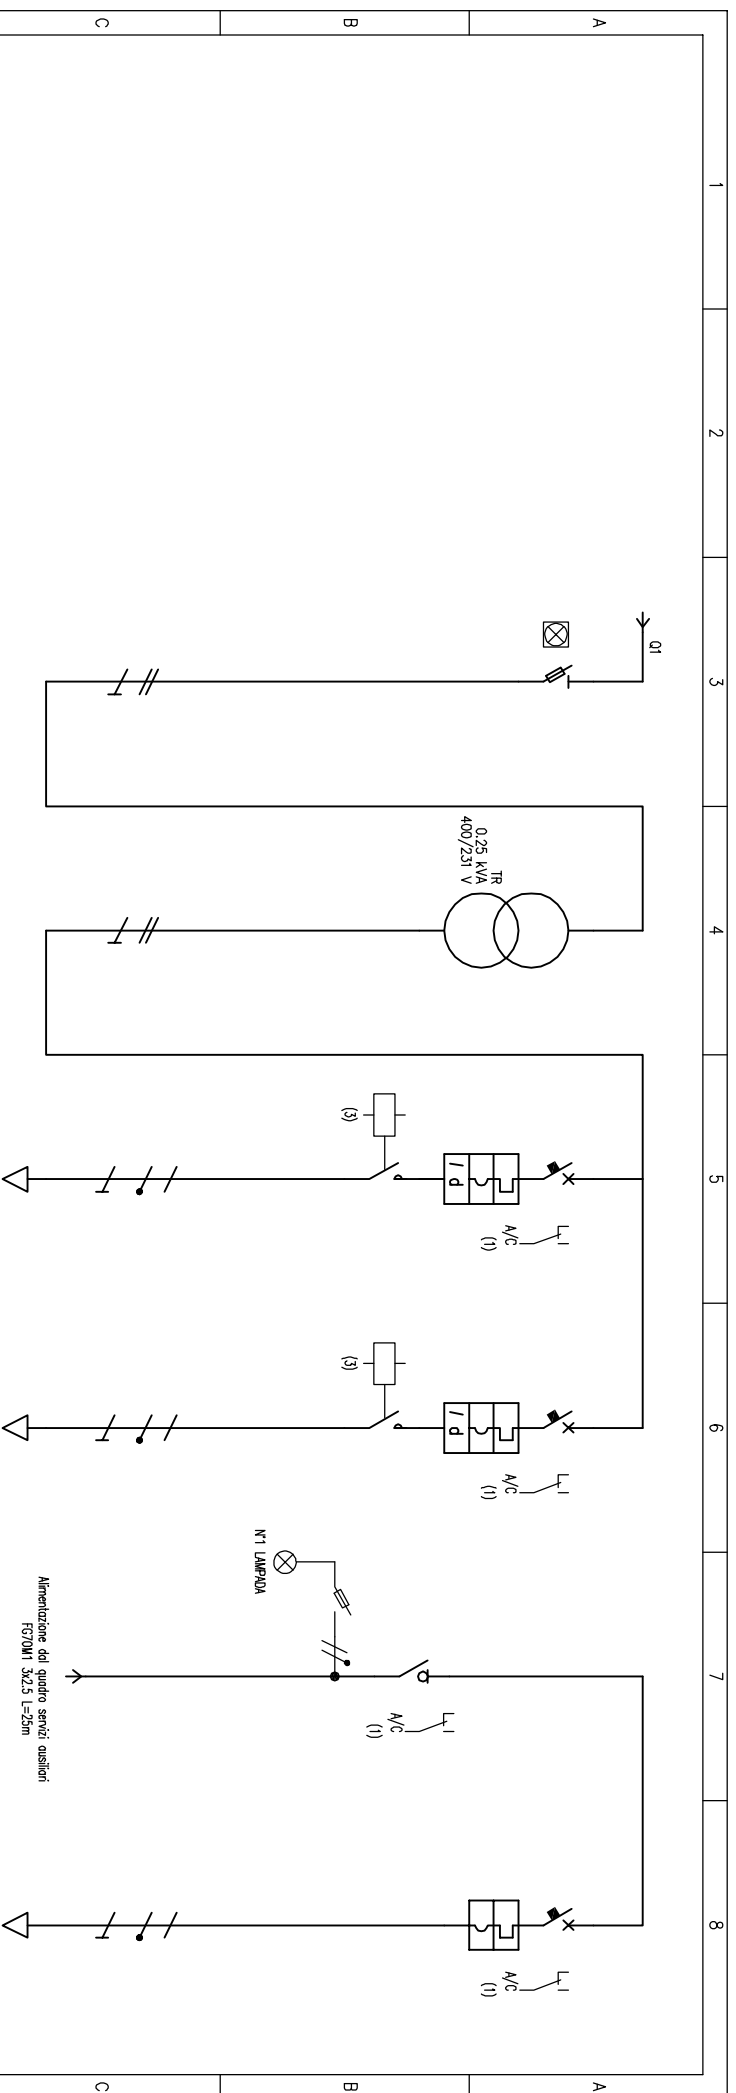 1
2
3
4
5
6
7
8
A
B
C
A
B
C
Q1
TR
0.25 kVA
400/231 V
I d
A/C
(1)
(3)
I d
A/C
(1)
(3)
A/C
(1)
N°1 LAMPADA
Alimentazione dal quadro servizi ausiliari
FG7OM1 3x2.5 L=25m
A/C
(1)